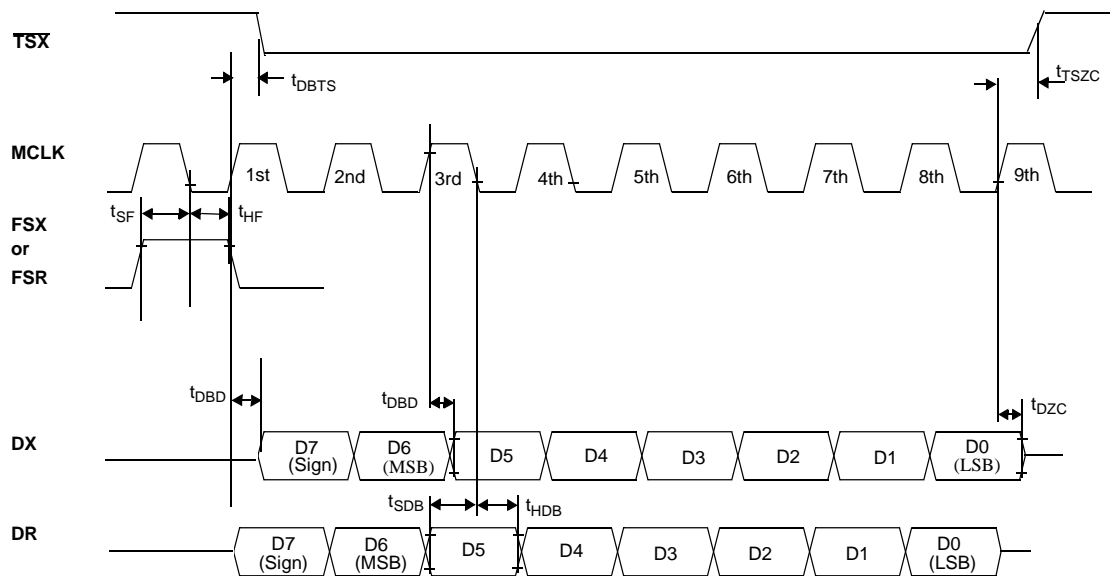 TSX
tDBTS
tTSZC
MCLK
1st 2nd 3rd 4th 5th 6th 7th 8th 9th
tSF tHF
FSX
or
FSR
tDBD tDBD tDZC
DX
D7 (Sign) D6 (MSB) D5 D4 D3 D2 D1 D0 (LSB)
tSDB tHDB
DR
D7 (Sign) D6 (MSB) D5 D4 D3 D2 D1 D0 (LSB)